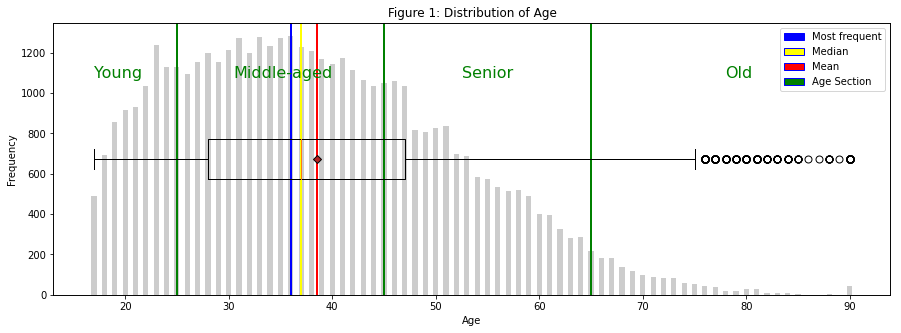 Figure 1: Distribution of Age
Most frequent
Median
Mean
Age Section
Young
Middle-aged
Senior
Old
Frequency
1200
1000
800
600
400
200
0
20
30
40
50
60
70
80
90
Age